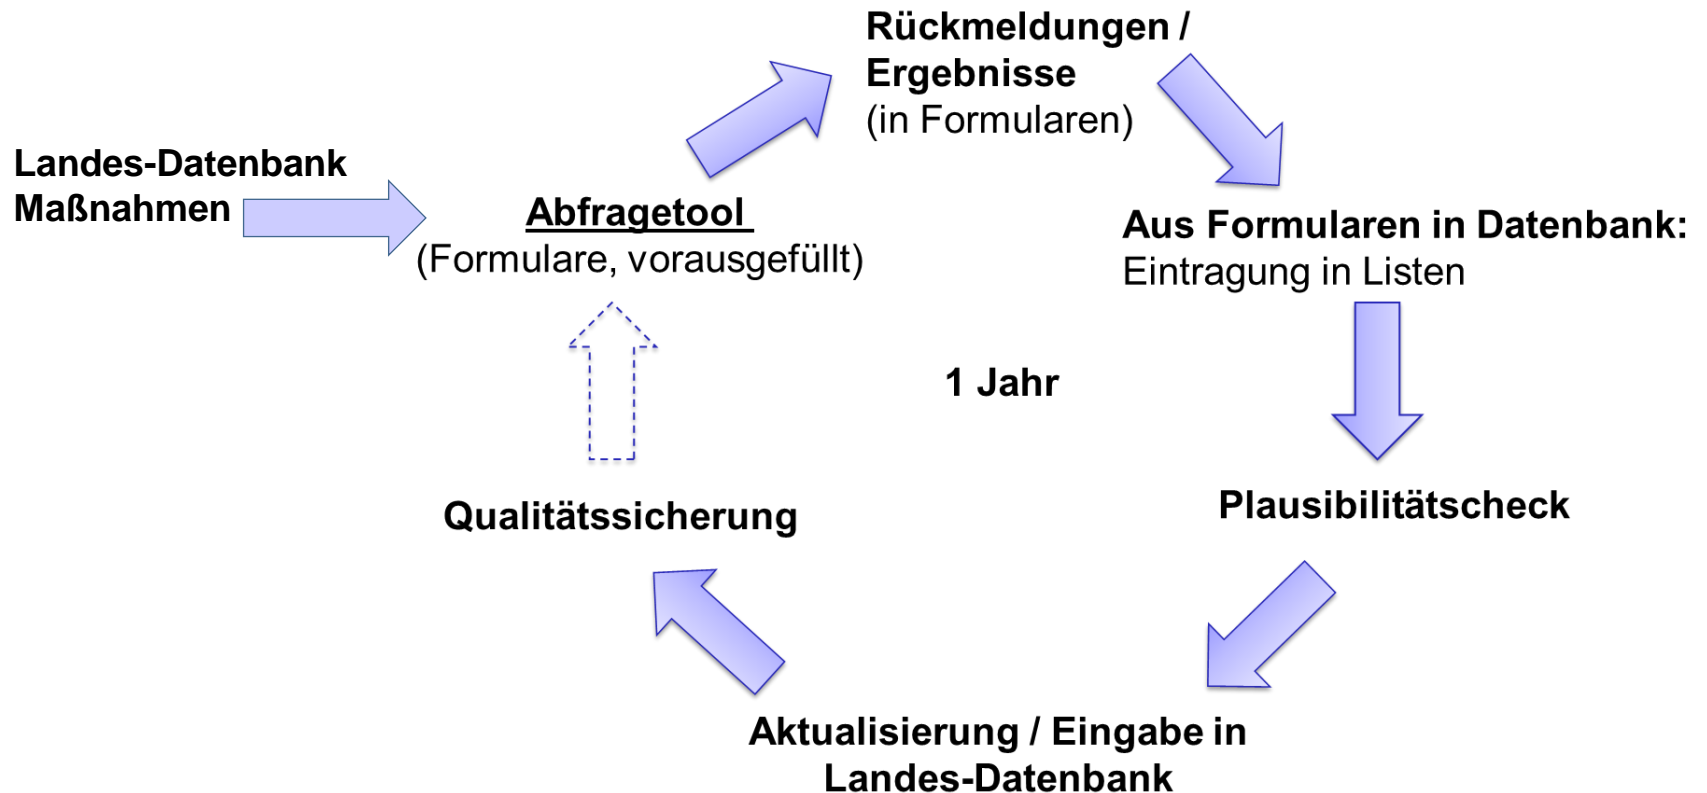 Rückmeldungen /
Ergebnisse
(in Formularen)
Landes-Datenbank
Maßnahmen
Abfragetool
(Formulare, vorausgefüllt)
Aus Formularen in Datenbank:
Eintragung in Listen
1 Jahr
Plausibilitätscheck
Qualitätssicherung
Aktualisierung / Eingabe in
Landes-Datenbank